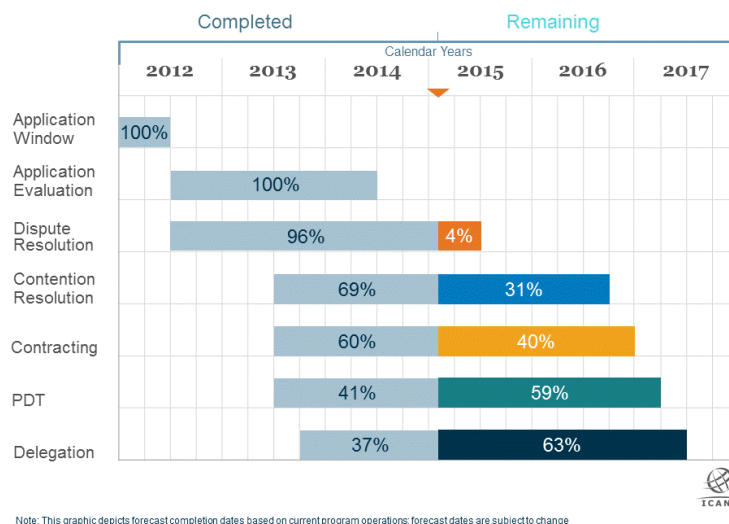 Completed Remaining
Calendar Years
2012 2013 2014 2015 2016 2017
Application
Window
100%
Application
Evaluation
100%
Dispute
Resolution
96% 4%
Contention
Resolution
69% 31%
Contracting
60% 40%
PDT
41% 59%
Delegation
37% 63%
ICAN
Note: This graphic depicts forecast completion dates based on current program operations; forecast dates are subject to change